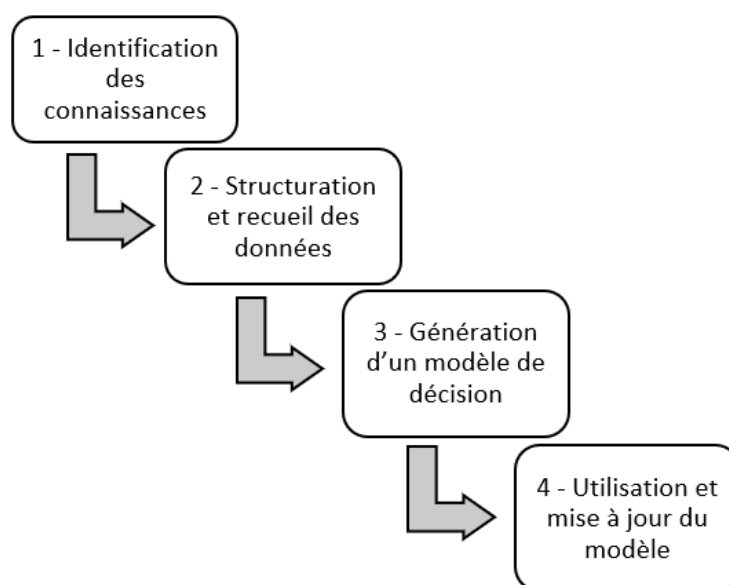 1 - Identification
des
connaissances
2 - Structuration
et recueil des
données
3 - Génération
d’un modèle de
décision
4 - Utilisation et
mise à jour du
modèle